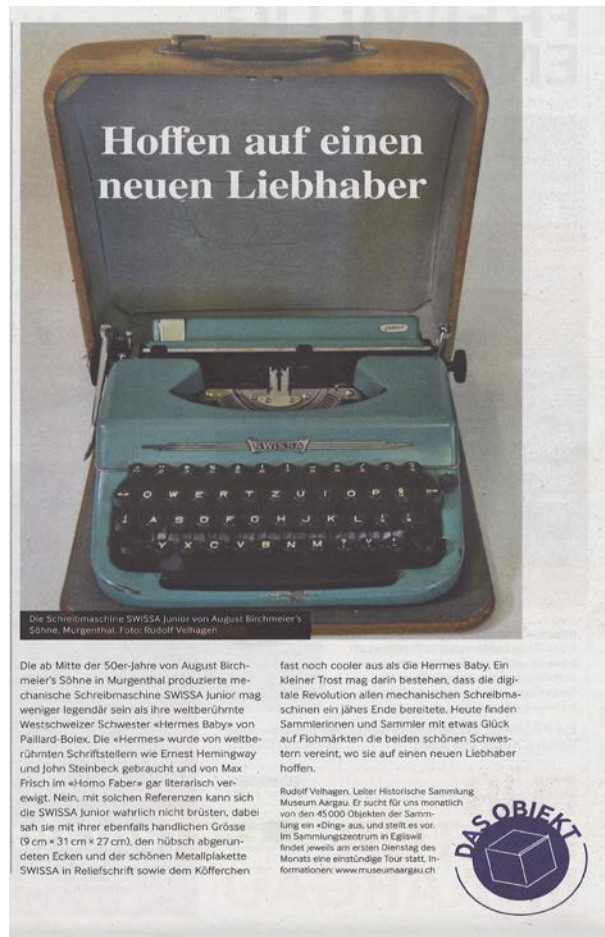 Hoffen auf einen
neuen Liebhaber
junior
SWISSA
Q W E R T Z U I O P
A S D F G H J K L
Y X C V B N M
Die Schreibmaschine SWISSA Junior von August Birchmeier's
Söhne, Murgenthal. Foto: Rudolf Velhagen
Die ab Mitte der 50er-Jahre von August Birch-
meier's Söhne in Murgenthal produzierte me-
chanische Schreibmaschine SWISSA Junior mag
weniger legendär sein als ihre weltberühmte
Westschweizer Schwester «Hermes Baby» von
Paillard-Bolex. Die «Hermes» wurde von weltbe-
rühmten Schriftstellern wie Ernest Hemingway
und John Steinbeck gebraucht und von Max
Frisch im «Homo Faber» gar literarisch ver-
ewigt. Nein, mit solchen Referenzen kann sich
die SWISSA Junior wahrlich nicht brüsten, dabei
sah sie mit ihrer ebenfalls handlichen Grösse
(9 cm × 31 cm × 27 cm), den hübsch abgerun-
deten Ecken und der schönen Metallplakette
SWISSA in Reliefschrift sowie dem Köfferchen
fast noch cooler aus als die Hermes Baby. Ein
kleiner Trost mag darin bestehen, dass die digi-
tale Revolution allen mechanischen Schreibma-
schinen ein jähes Ende bereitete. Heute finden
Sammlerinnen und Sammler mit etwas Glück
auf Flohmärkten die beiden schönen Schwes-
tern vereint, wo sie auf einen neuen Liebhaber
hoffen.
Rudolf Velhagen, Leiter Historische Sammlung
Museum Aargau. Er sucht für uns monatlich
von den 45 000 Objekten der Samm-
lung ein «Ding» aus, und stellt es vor.
Im Sammlungszentrum in Egliswil
findet jeweils am ersten Dienstag des
Monats eine einstündige Tour statt. In-
formationen: www.museumaargau.ch
DAS OBJEKT